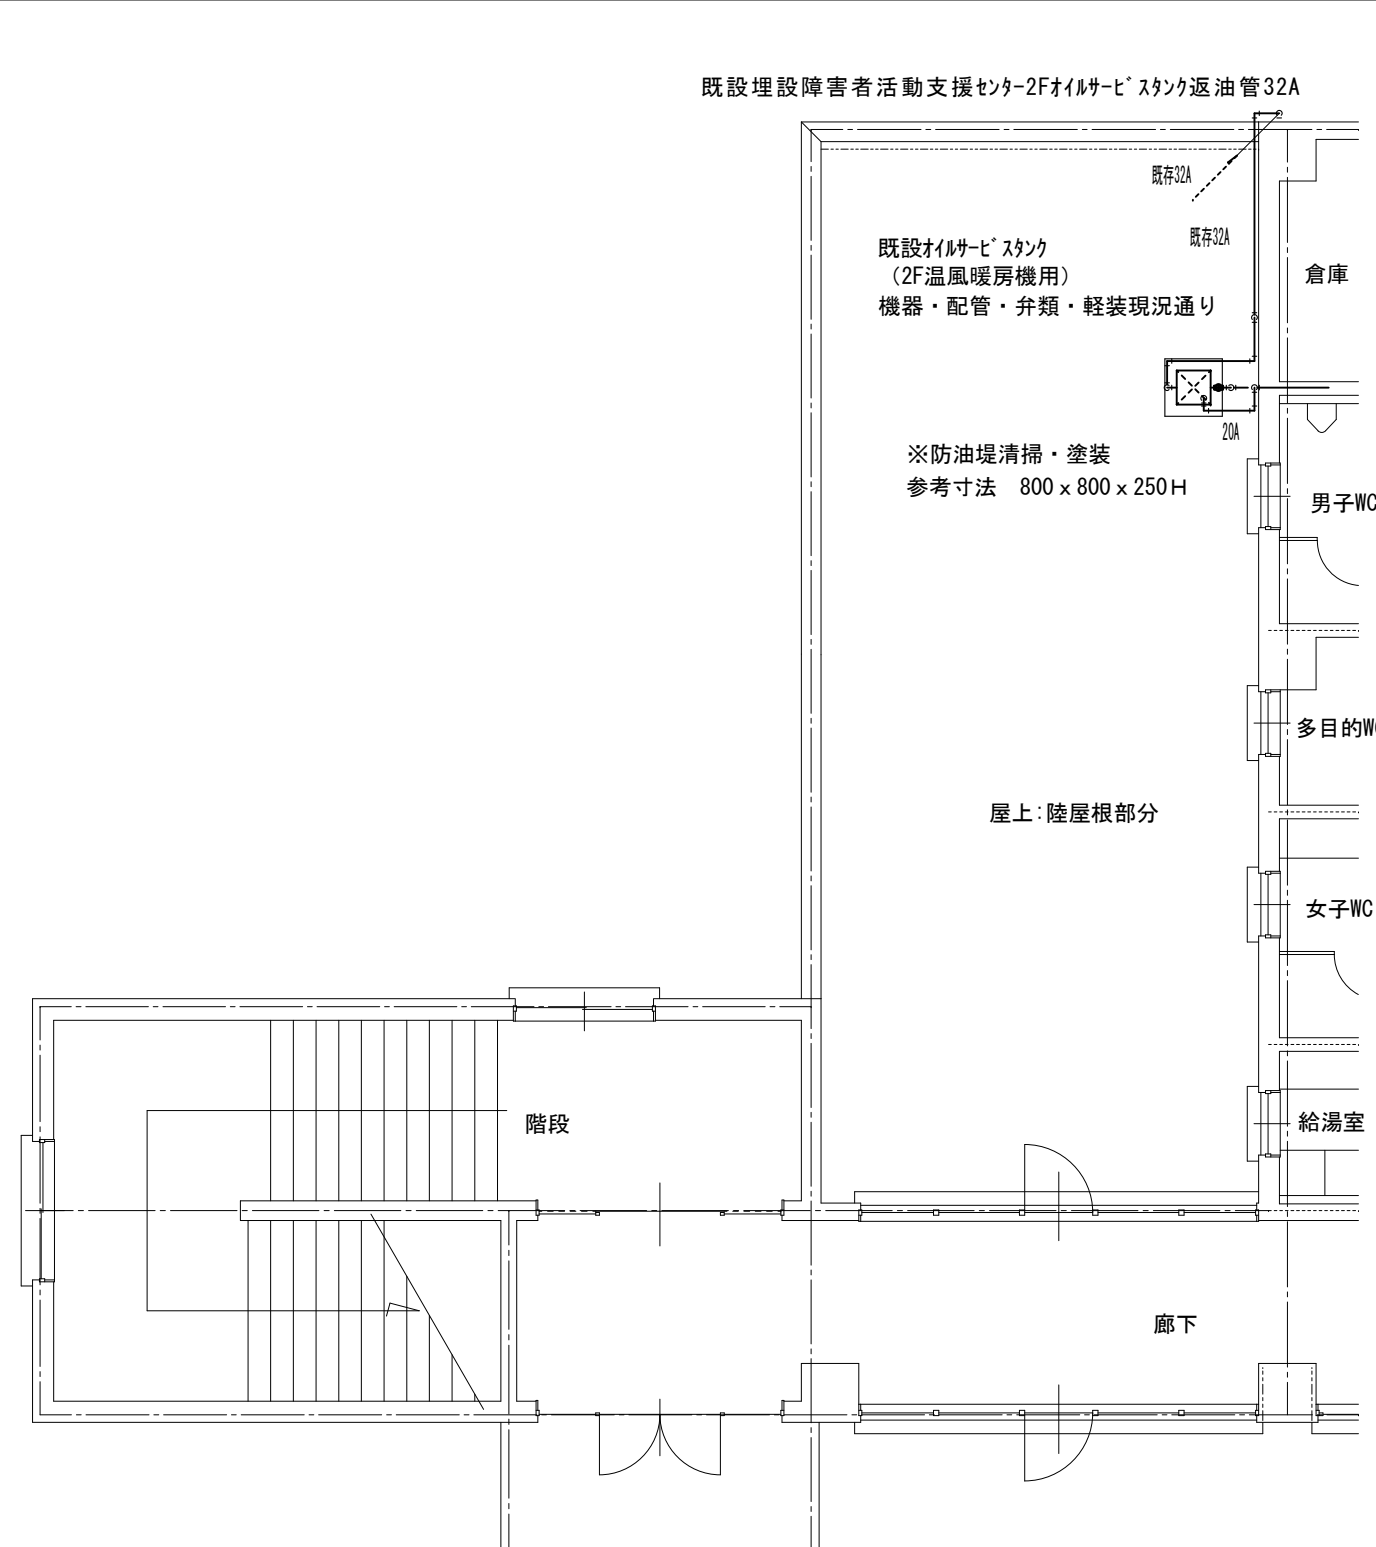 既設埋設障害者活動支援ｾﾝﾀｰ2Fｵｲﾙｻｰﾋﾞｽﾀﾝｸ返油管32A
既存32A
既存32A
既設ｵｲﾙｻｰﾋﾞｽﾀﾝｸ
（2F温風暖房機用）
機器・配管・弁類・軽装現況通り
倉庫
20A
※防油堤清掃・塗装
参考寸法　800ｘ800ｘ250Ｈ
男子WC
多目的WC
屋上:陸屋根部分
女子WC
階段
給湯室
廊下